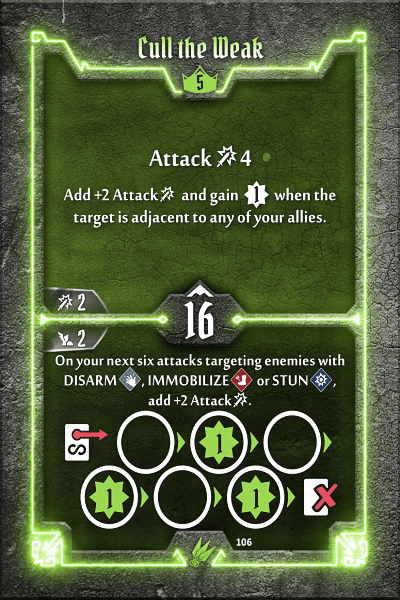 Cull the Weak
5
Attack 4
Add +2 Attack and gain 1 when the
target is adjacent to any of your allies.
2
16
2
On your next six attacks targeting enemies with
DISARM , IMMOBILIZE or STUN ,
add +2 Attack .
S 1
1 1
106